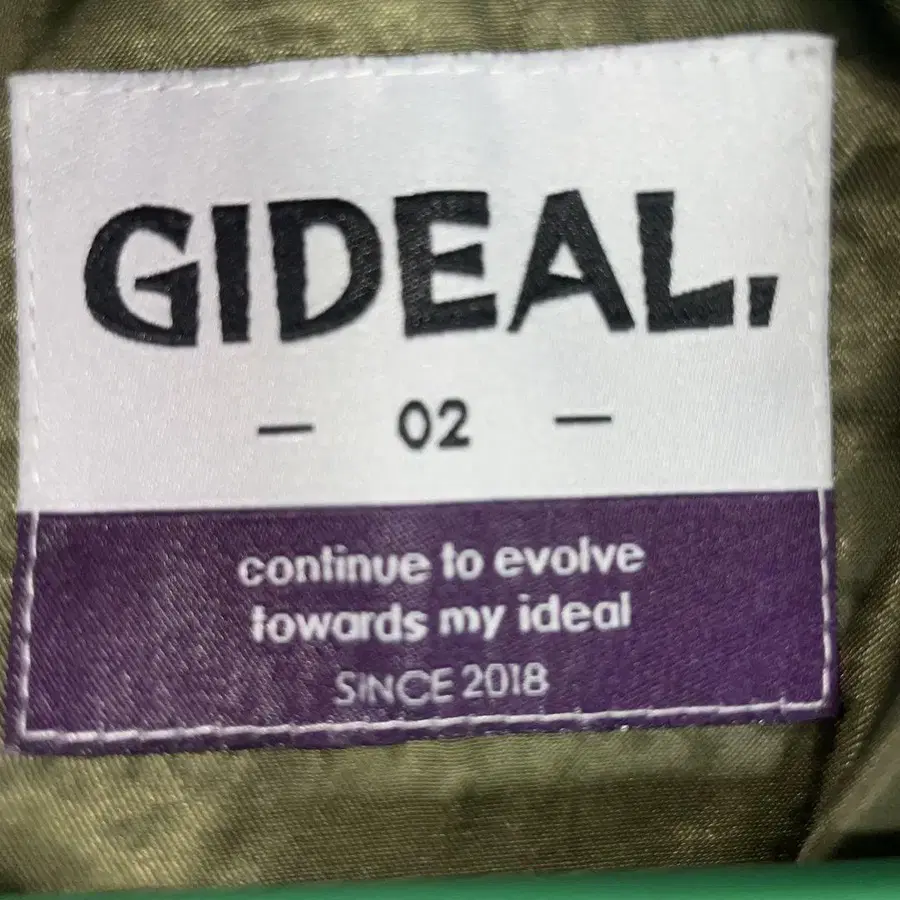 GIDEAL,
— 02 —
continue to evolve
towards my ideal
SINCE 2018